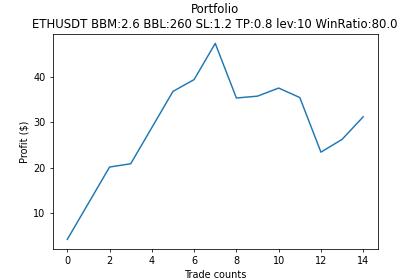 Portfolio
ETHUSDT BBM:2.6 BBL:260 SL:1.2 TP:0.8 lev:10 WinRatio:80.0
Profit ($)
40
30
20
10
0 2 4 6 8 10 12 14
Trade counts